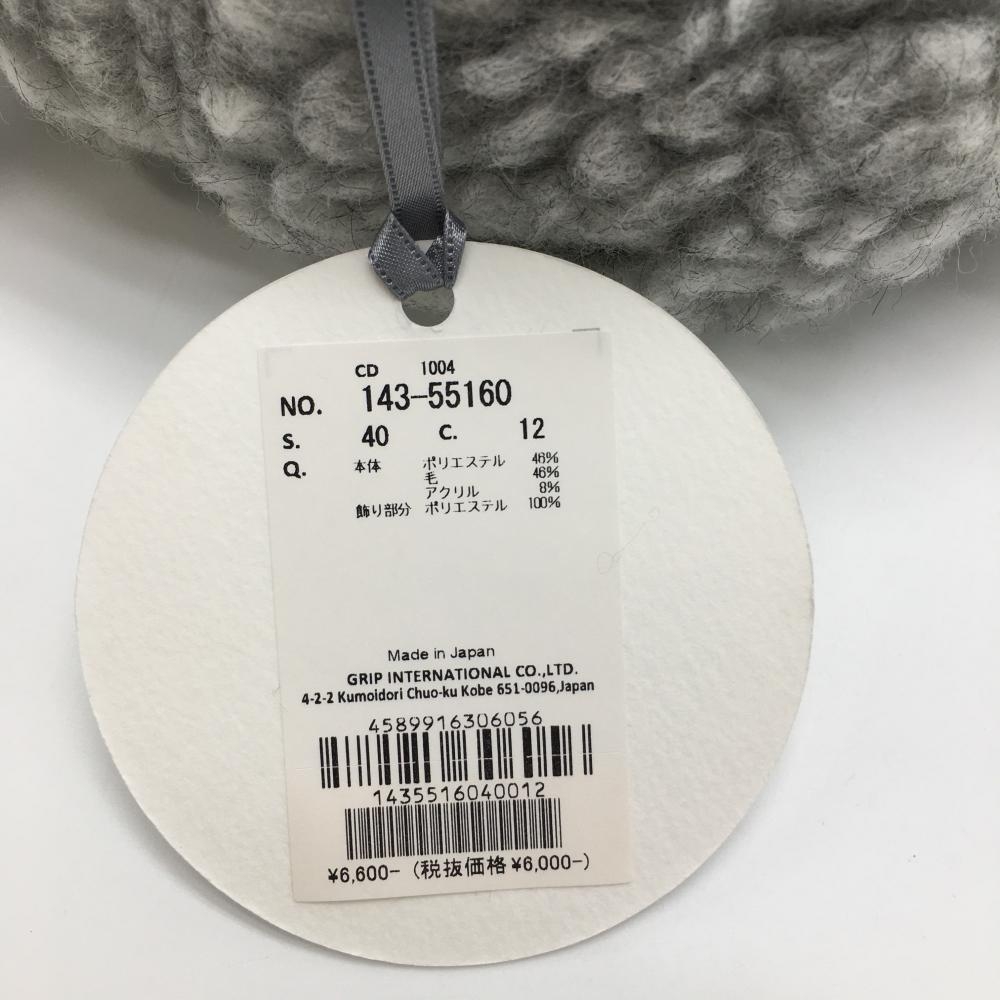 CD 1004
NO. 143-55160
S. 40 C. 12
Q. 本体 ポリエステル 46%
毛 46%
アクリル 8%
飾り部分 ポリエステル 100%
Made in Japan
GRIP INTERNATIONAL CO.,LTD.
4-2-2 Kumoidori Chuo-ku Kobe 651-0096,Japan
4589916306056
1435516040012
¥6,600- (税抜価格 ¥6,000-)